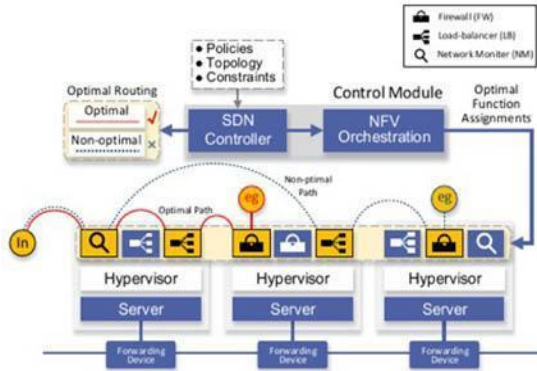 Firewall (FW)
Load-balancer (LB)
Network Moniter (NM)
• Policies
• Topology
• Constraints
Optimal Routing
Optimal
Non-optimal
Control Module
SDN
Controller
NFV
Orchestration
Optimal
Function
Assignments
Non-ptimal
Path
Optimal Path
eg
eg
In
Hypervisor
Hypervisor
Hypervisor
Server
Server
Server
Forwarding
Device
Forwarding
Device
Forwarding
Device